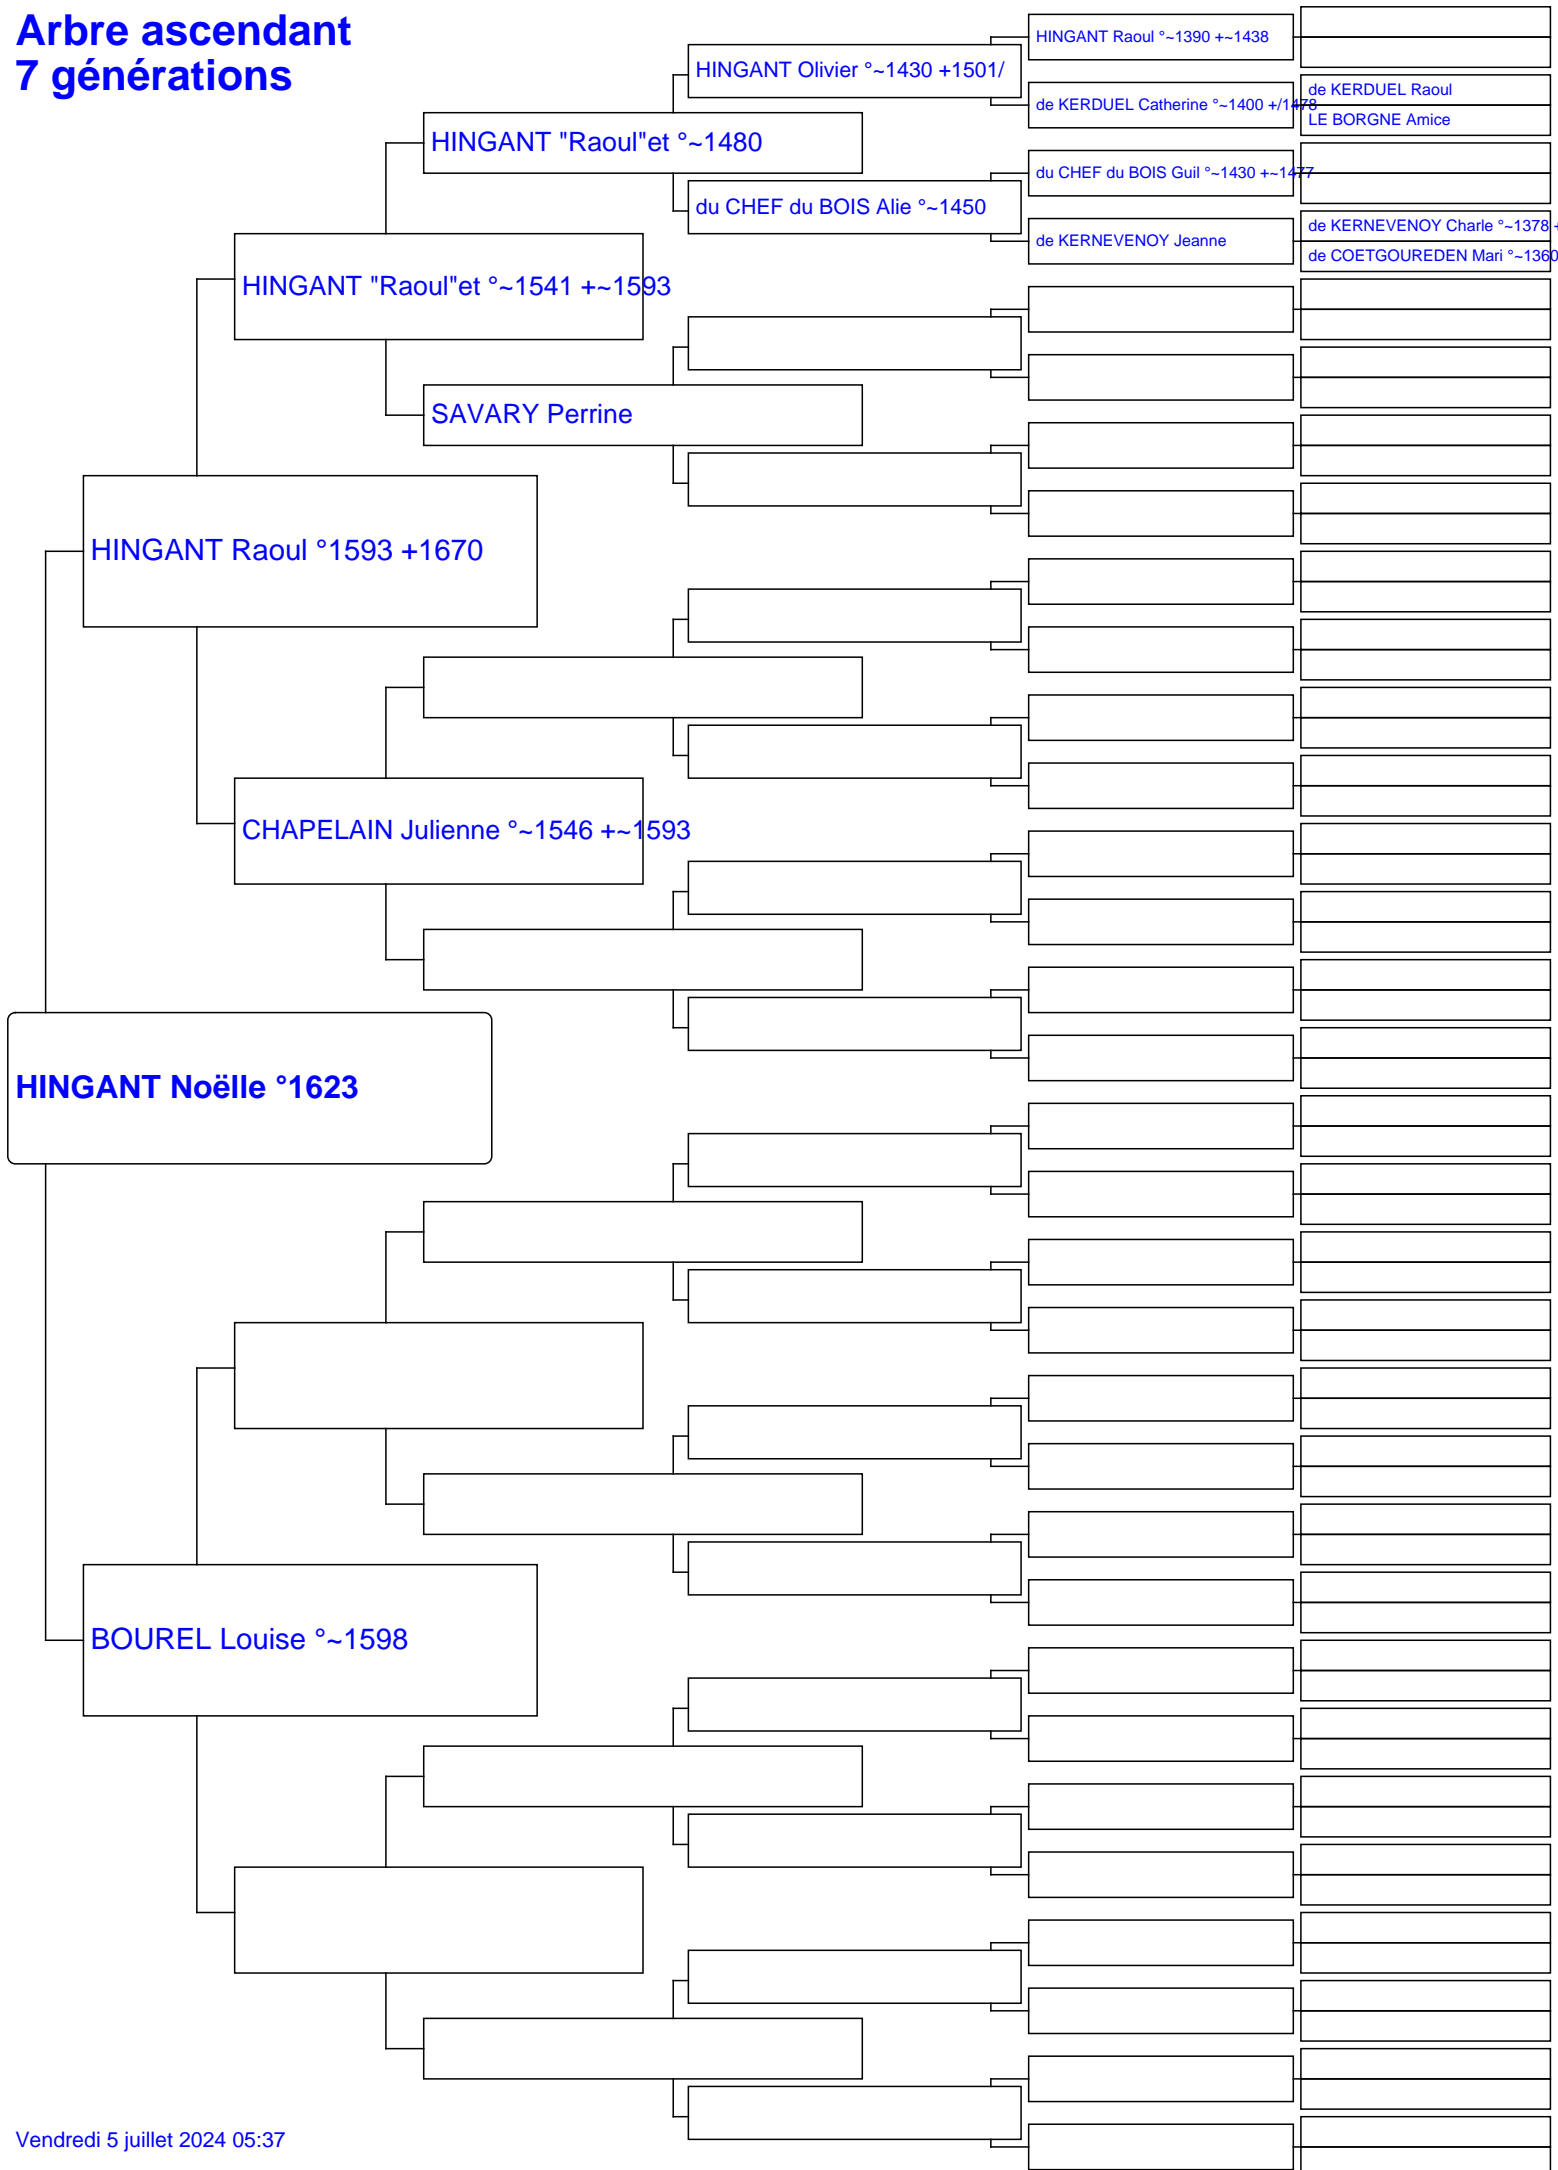 Arbre ascendant
7 générations
HINGANT Raoul °~1390 +~1438
HINGANT Olivier °~1430 +1501/
de KERDUEL Raoul
de KERDUEL Catherine °~1400 +/1478
LE BORGNE Amice
HINGANT "Raoul"et °~1480
du CHEF du BOIS Guil °~1430 +~1477
du CHEF du BOIS Alie °~1450
de KERNEVENOY Charle °~1378 +
de KERNEVENOY Jeanne
de COETGOUREDEN Mari °~1360
HINGANT "Raoul"et °~1541 +~1593
SAVARY Perrine
HINGANT Raoul °1593 +1670
CHAPELAIN Julienne °~1546 +~1593
HINGANT Noëlle °1623
BOUREL Louise °~1598
Vendredi 5 juillet 2024 05:37